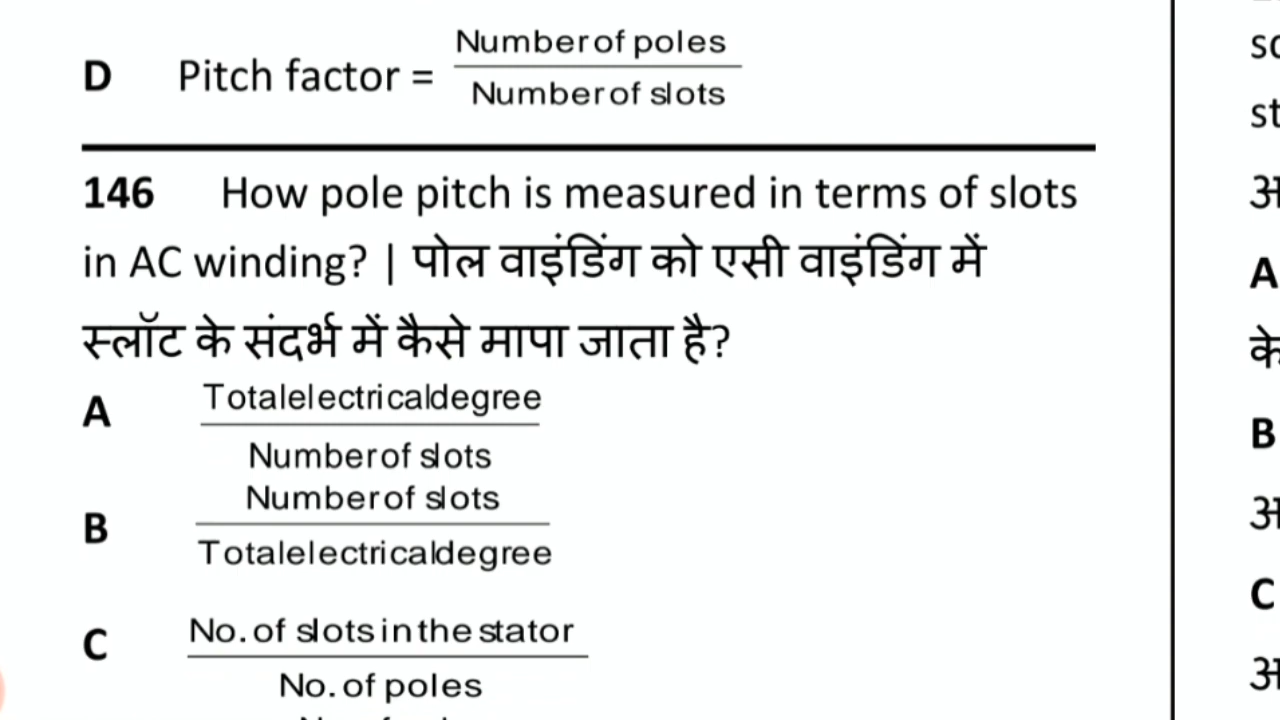 D Pitch factor = Number of poles
Number of slots
146 How pole pitch is measured in terms of slots
in AC winding? | पोल वाइंडिंग को एसी वाइंडिंग में
स्लॉट के संदर्भ में कैसे मापा जाता है?
A Total electrical degree
Number of slots
B Number of slots
Total electrical degree
C No. of slots in the stator
No. of poles
A
के
B
C